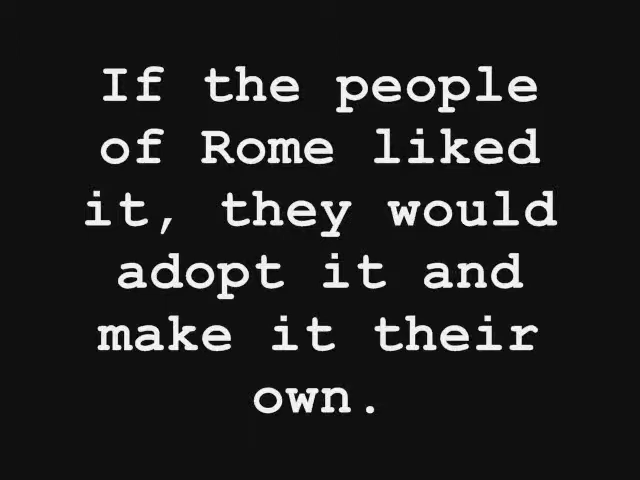 If the people
of Rome liked
it, they would
adopt it and
make it their
own.